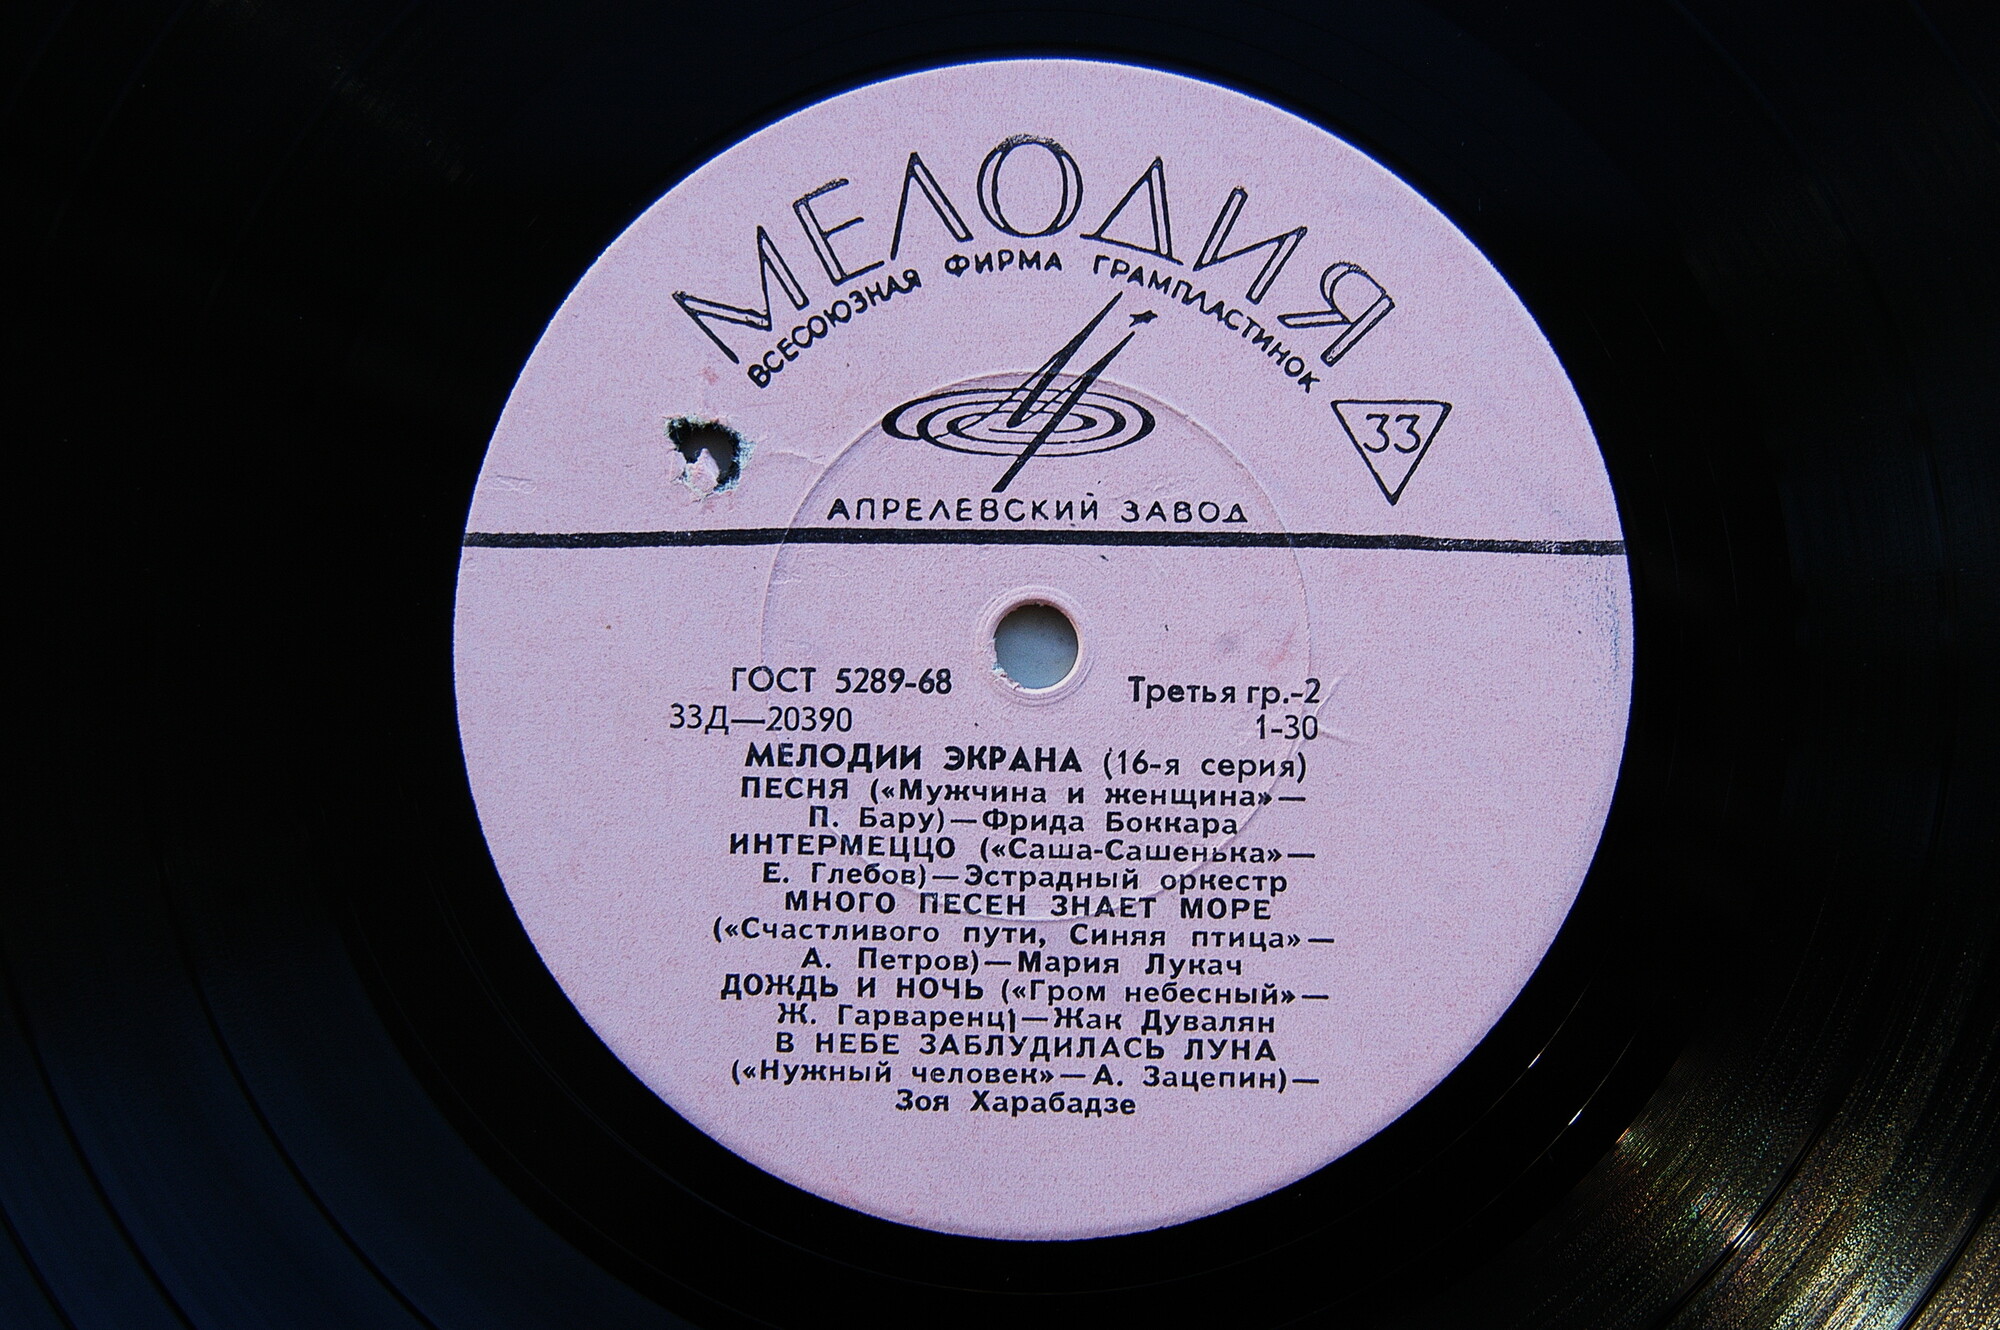 МЕЛОДИЯ
ВСЕСОЮЗНАЯ ФИРМА ГРАМПЛАСТИНОК
33
АПРЕЛЕВСКИЙ ЗАВОД
ГОСТ 5289-68 Третья гр.-2
33Д—20390 1-30
МЕЛОДИИ ЭКРАНА (16-я серия)
ПЕСНЯ («Мужчина и женщина»—
П. Бару)—Фрида Боккара
ИНТЕРМЕЦЦО («Саша-Сашенька»—
Е. Глебов)—Эстрадный оркестр
МНОГО ПЕСЕН ЗНАЕТ МОРЕ
(«Счастливого пути, Синяя птица»—
А. Петров)—Мария Лукач
ДОЖДЬ И НОЧЬ («Гром небесный»—
Ж. Гарваренц)—Жак Дувалян
В НЕБЕ ЗАБЛУДИЛАСЬ ЛУНА
(«Нужный человек»—А. Зацепин)—
Зоя Харабадзе